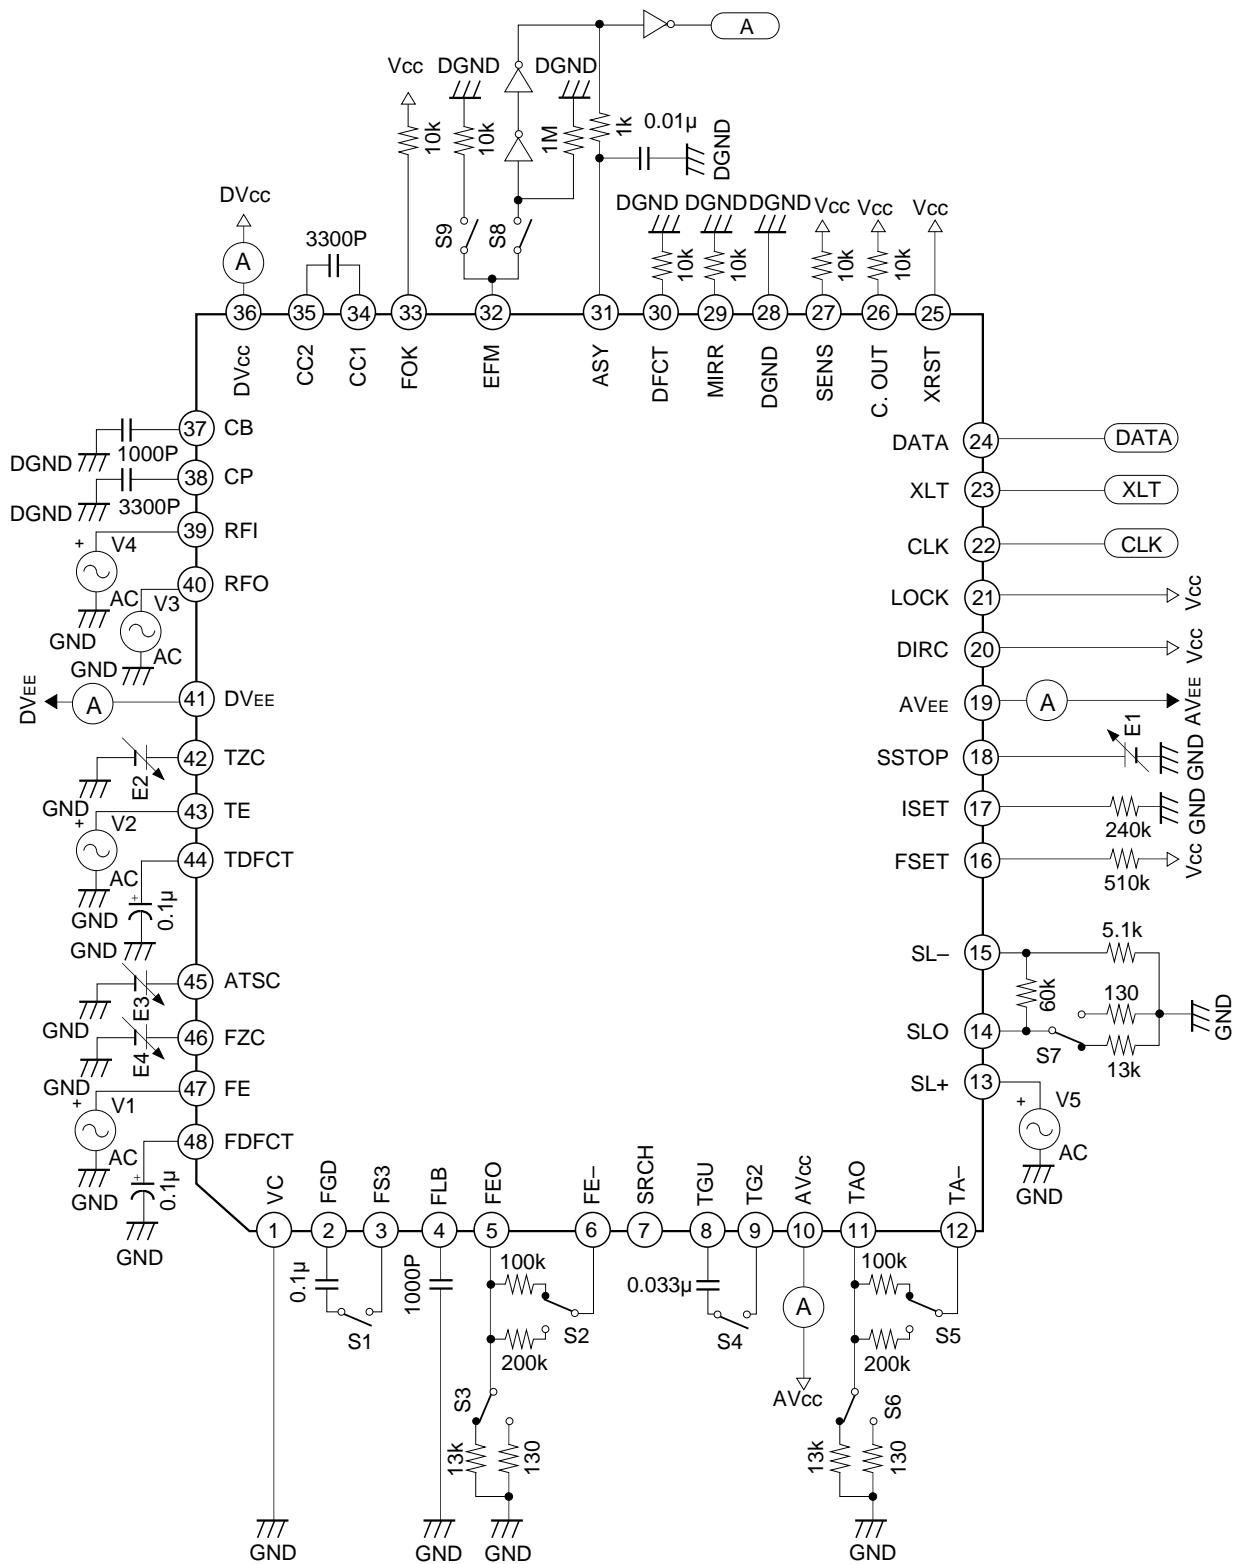 A
Vcc
DGND
DGND
10k
10k
1M
1k
0.01µ
DGND
DVcc
A
3300P
S9
S8
DGND
DGND
DGND
Vcc
Vcc
Vcc
10k
10k
10k
10k
36
35
34
33
32
31
30
29
28
27
26
25
DVcc
CC2
CC1
FOK
EFM
ASY
DFCT
MIRR
DGND
SENS
C. OUT
XRST
37
CB
1000P
DGND
38
CP
3300P
DGND
39
RFI
+
V4
AC
GND
40
RFO
V3
AC
GND
DVEE
A
41
DVEE
42
TZC
E2
GND
43
TE
+
V2
AC
GND
44
TDFCT
+
0.1µ
GND
45
ATSC
E3
GND
46
FZC
E4
GND
47
FE
+
V1
AC
GND
48
FDFCT
+
0.1µ
GND
DATA
24
DATA
XLT
23
XLT
CLK
22
CLK
LOCK
21
Vcc
DIRC
20
Vcc
AVEE
19
A
AVEE
SSTOP
18
E1
GND
ISET
17
240k
GND
FSET
16
510k
Vcc
SL–
15
5.1k
60k
130
GND
SLO
14
S7
13k
SL+
13
+
V5
AC
GND
VC
FGD
FS3
FLB
FEO
FE–
SRCH
TGU
TG2
AVcc
TAO
TA–
1
2
3
4
5
6
7
8
9
10
11
12
0.1µ
S1
1000P
100k
S2
200k
S3
13k
130
0.033µ
S4
A
AVcc
100k
S5
200k
S6
13k
130
GND
GND
GND
GND